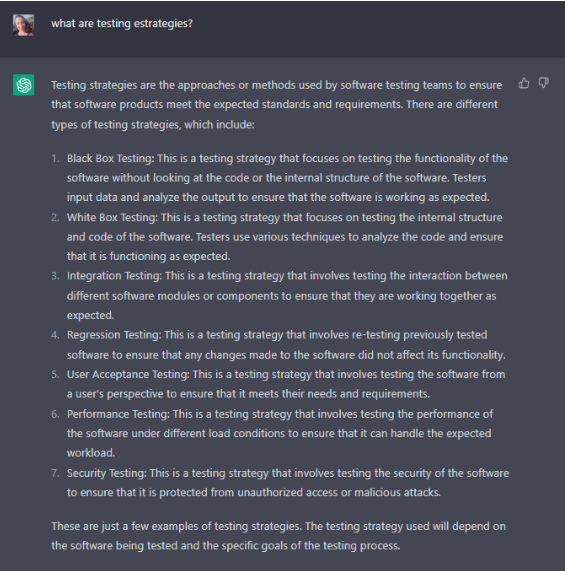 what are testing estrategies?
Testing strategies are the approaches or methods used by software testing teams to ensure
that software products meet the expected standards and requirements. There are different
types of testing strategies, which include:
1. Black Box Testing: This is a testing strategy that focuses on testing the functionality of the
software without looking at the code or the internal structure of the software. Testers
input data and analyze the output to ensure that the software is working as expected.
2. White Box Testing: This is a testing strategy that focuses on testing the internal structure
and code of the software. Testers use various techniques to analyze the code and ensure
that it is functioning as expected.
3. Integration Testing: This is a testing strategy that involves testing the interaction between
different software modules or components to ensure that they are working together as
expected.
4. Regression Testing: This is a testing strategy that involves re-testing previously tested
software to ensure that any changes made to the software did not affect its functionality.
5. User Acceptance Testing: This is a testing strategy that involves testing the software from
a user's perspective to ensure that it meets their needs and requirements.
6. Performance Testing: This is a testing strategy that involves testing the performance of
the software under different load conditions to ensure that it can handle the expected
workload.
7. Security Testing: This is a testing strategy that involves testing the security of the software
to ensure that it is protected from unauthorized access or malicious attacks.
These are just a few examples of testing strategies. The testing strategy used will depend on
the software being tested and the specific goals of the testing process.